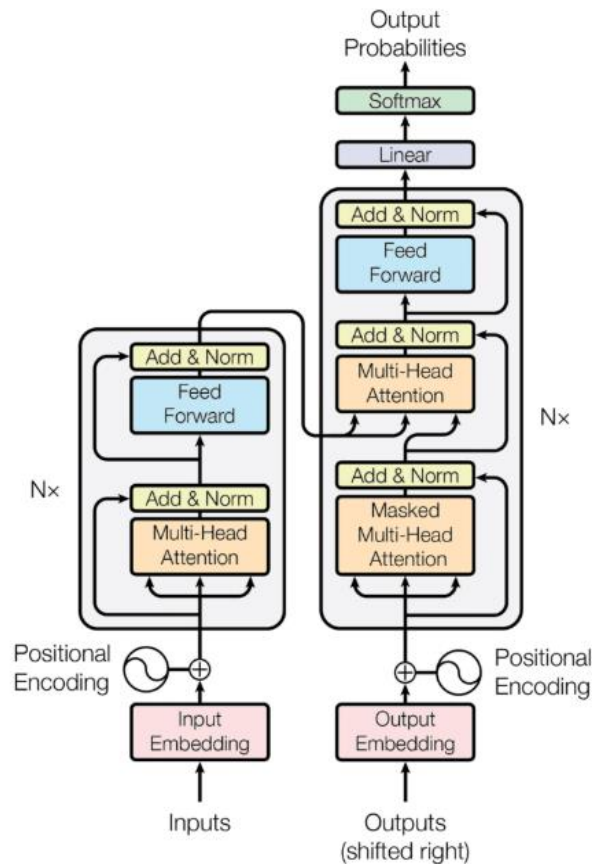 Output
Probabilities
Softmax
Linear
Add & Norm
Feed
Forward
Add & Norm
Multi-Head
Attention
Nx
Add & Norm
Masked
Multi-Head
Attention
Add & Norm
Feed
Forward
Nx
Add & Norm
Multi-Head
Attention
Positional
Encoding
Positional
Encoding
Input
Embedding
Output
Embedding
Inputs
Outputs
(shifted right)